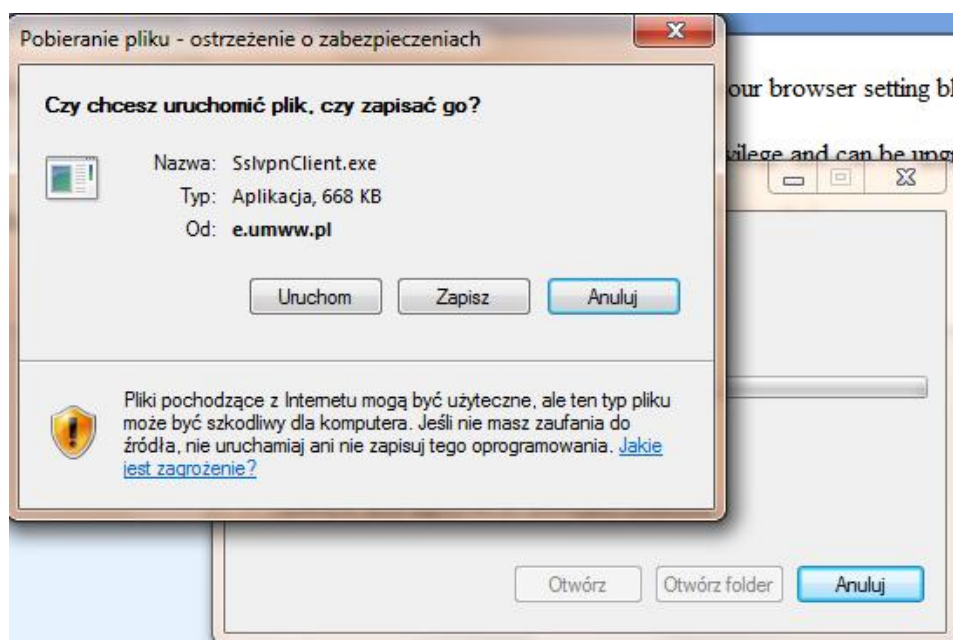 Pobieranie pliku - ostrzeżenie o zabezpieczeniach
Czy chcesz uruchomić plik, czy zapisać go?
Nazwa: SslvpnClient.exe
Typ: Aplikacja, 668 KB
Od: e.umww.pl
Uruchom Zapisz Anuluj
Pliki pochodzące z Internetu mogą być użyteczne, ale ten typ pliku
może być szkodliwy dla komputera. Jeśli nie masz zaufania do
źródła, nie uruchamiaj ani nie zapisuj tego oprogramowania. Jakie
jest zagrożenie?
our browser setting bl
vilege and can be upgr
Otwórz Otwórz folder Anuluj